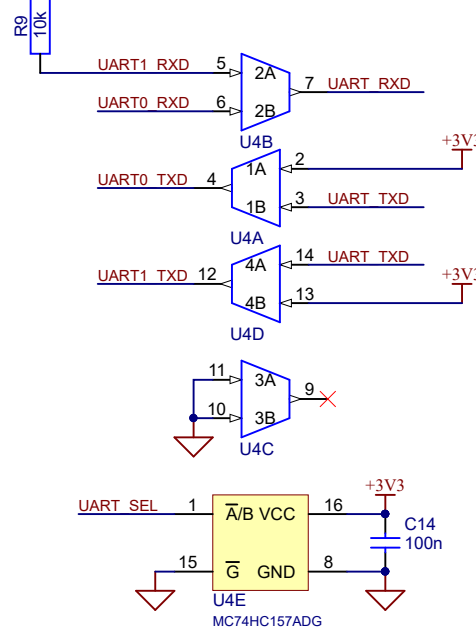 R9
10k
UART1_RXD
5
2A
7
UART_RXD
UART0_RXD
6
2B
U4B
+3V3
1A
2
UART0_TXD
4
1B
3
UART_TXD
U4A
4A
14
UART_TXD
+3V3
UART1_TXD
12
4B
13
U4D
11
3A
9
10
3B
U4C
+3V3
UART_SEL
1
A/B VCC
16
C14
100n
15
G GND
8
U4E
MC74HC157ADG